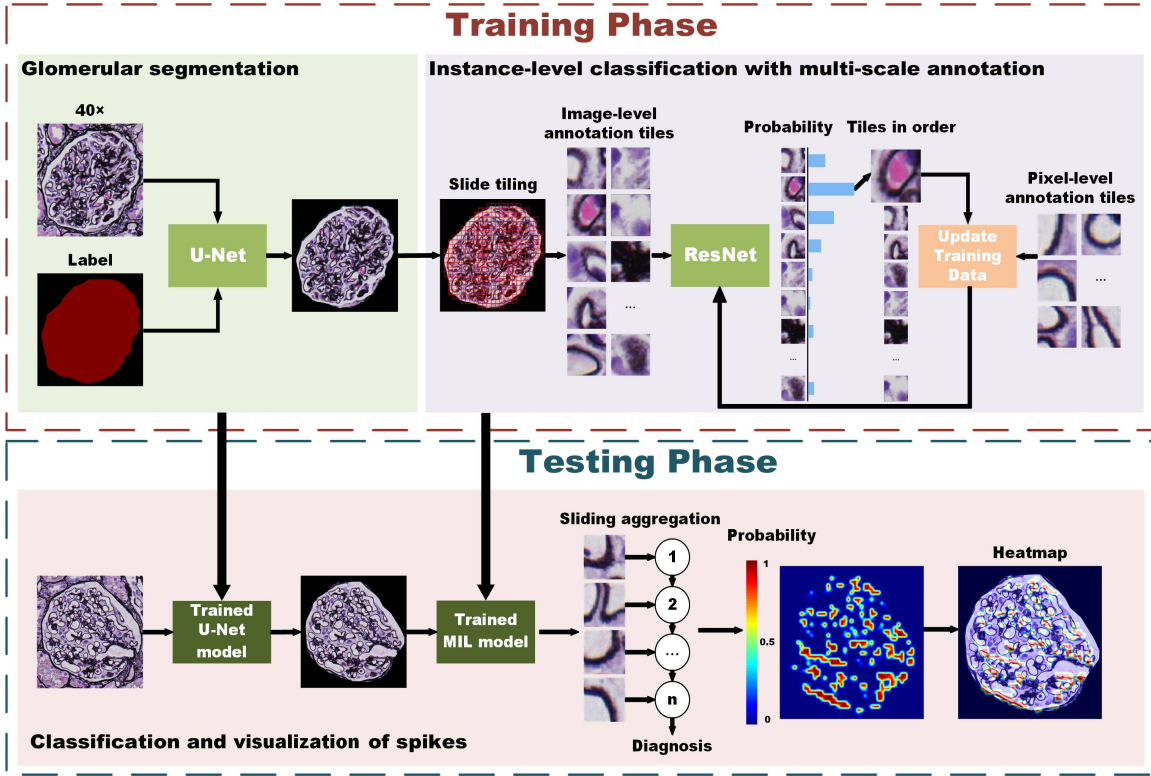 Training Phase
Glomerular segmentation
40×
Label
U-Net
Instance-level classification with multi-scale annotation
Slide tiling
Image-level
annotation tiles
...
ResNet
Probability
...
Tiles in order
...
Update
Training
Data
Pixel-level
annotation tiles
...
Testing Phase
Trained
U-Net
model
Trained
MIL model
Sliding aggregation
1
2
...
n
Diagnosis
Probability
1
0.5
0
Heatmap
Classification and visualization of spikes